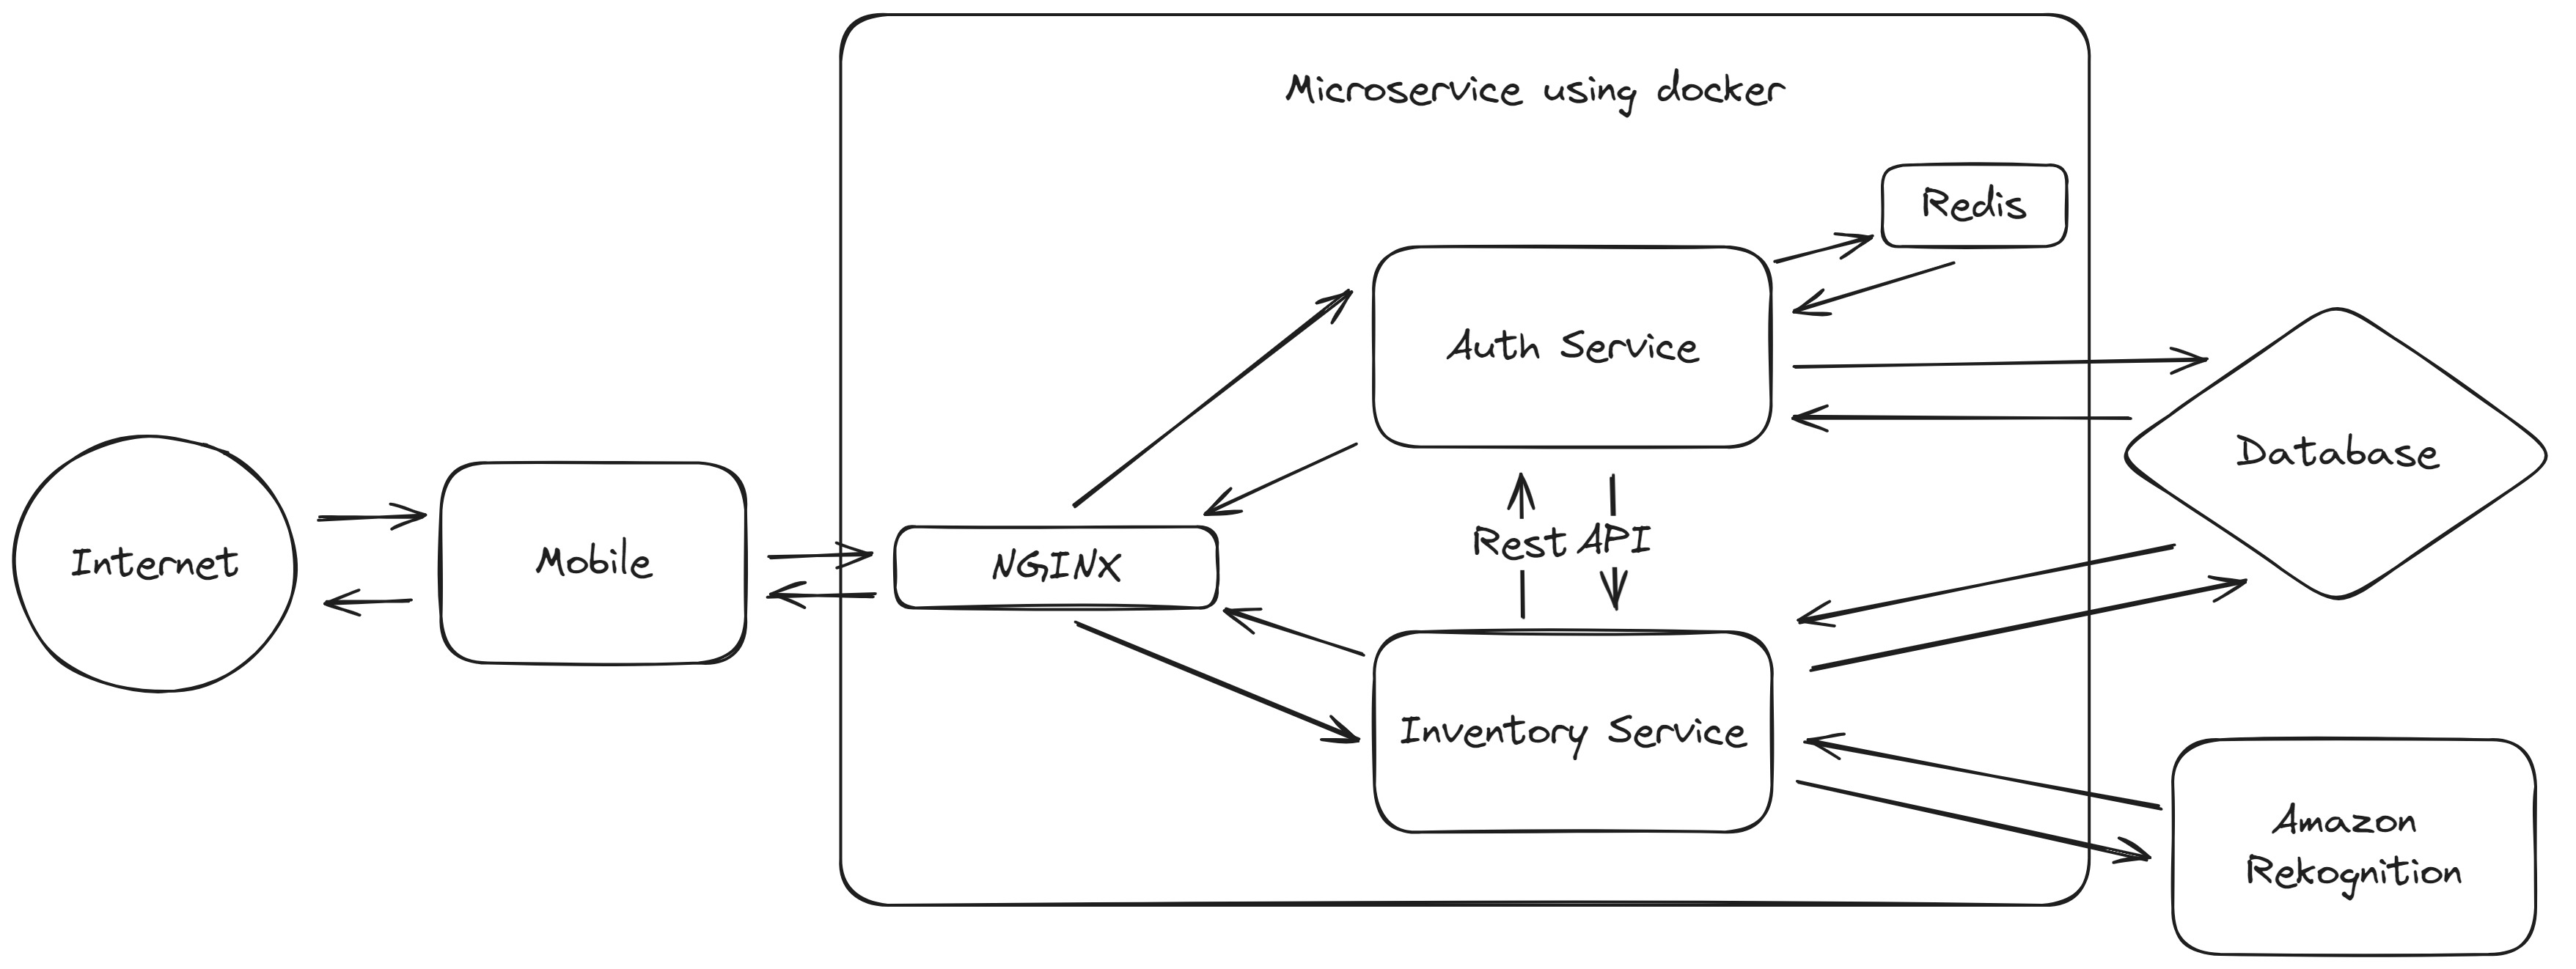 Microservice using docker
Redis
Auth Service
Database
Internet
Mobile
NGINX
Rest API
Inventory Service
Amazon
Rekognition